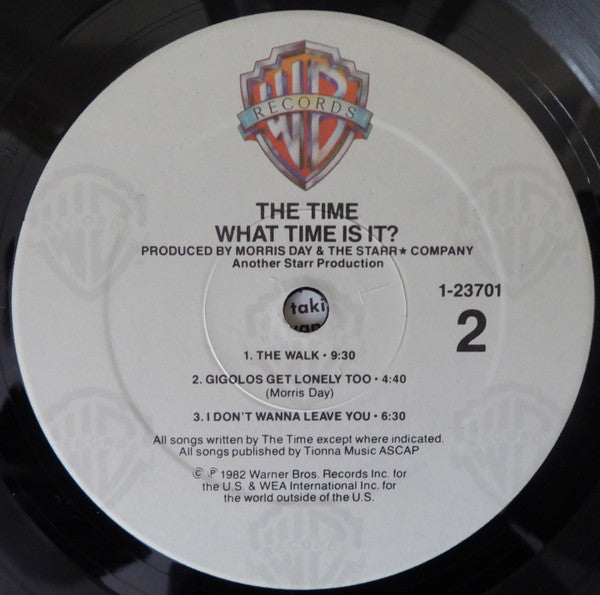 WB
RECORDS
THE TIME
WHAT TIME IS IT?
PRODUCED BY MORRIS DAY & THE STARR★ COMPANY
Another Starr Production
1-23701
2
taki
1. THE WALK • 9:30
2. GIGOLOS GET LONELY TOO • 4:40
(Morris Day)
3. I DON'T WANNA LEAVE YOU • 6:30
All songs written by The Time except where indicated.
All songs published by Tionna Music ASCAP
© ℗ 1982 Warner Bros. Records Inc. for
the U.S. & WEA International Inc. for
the world outside of the U.S.